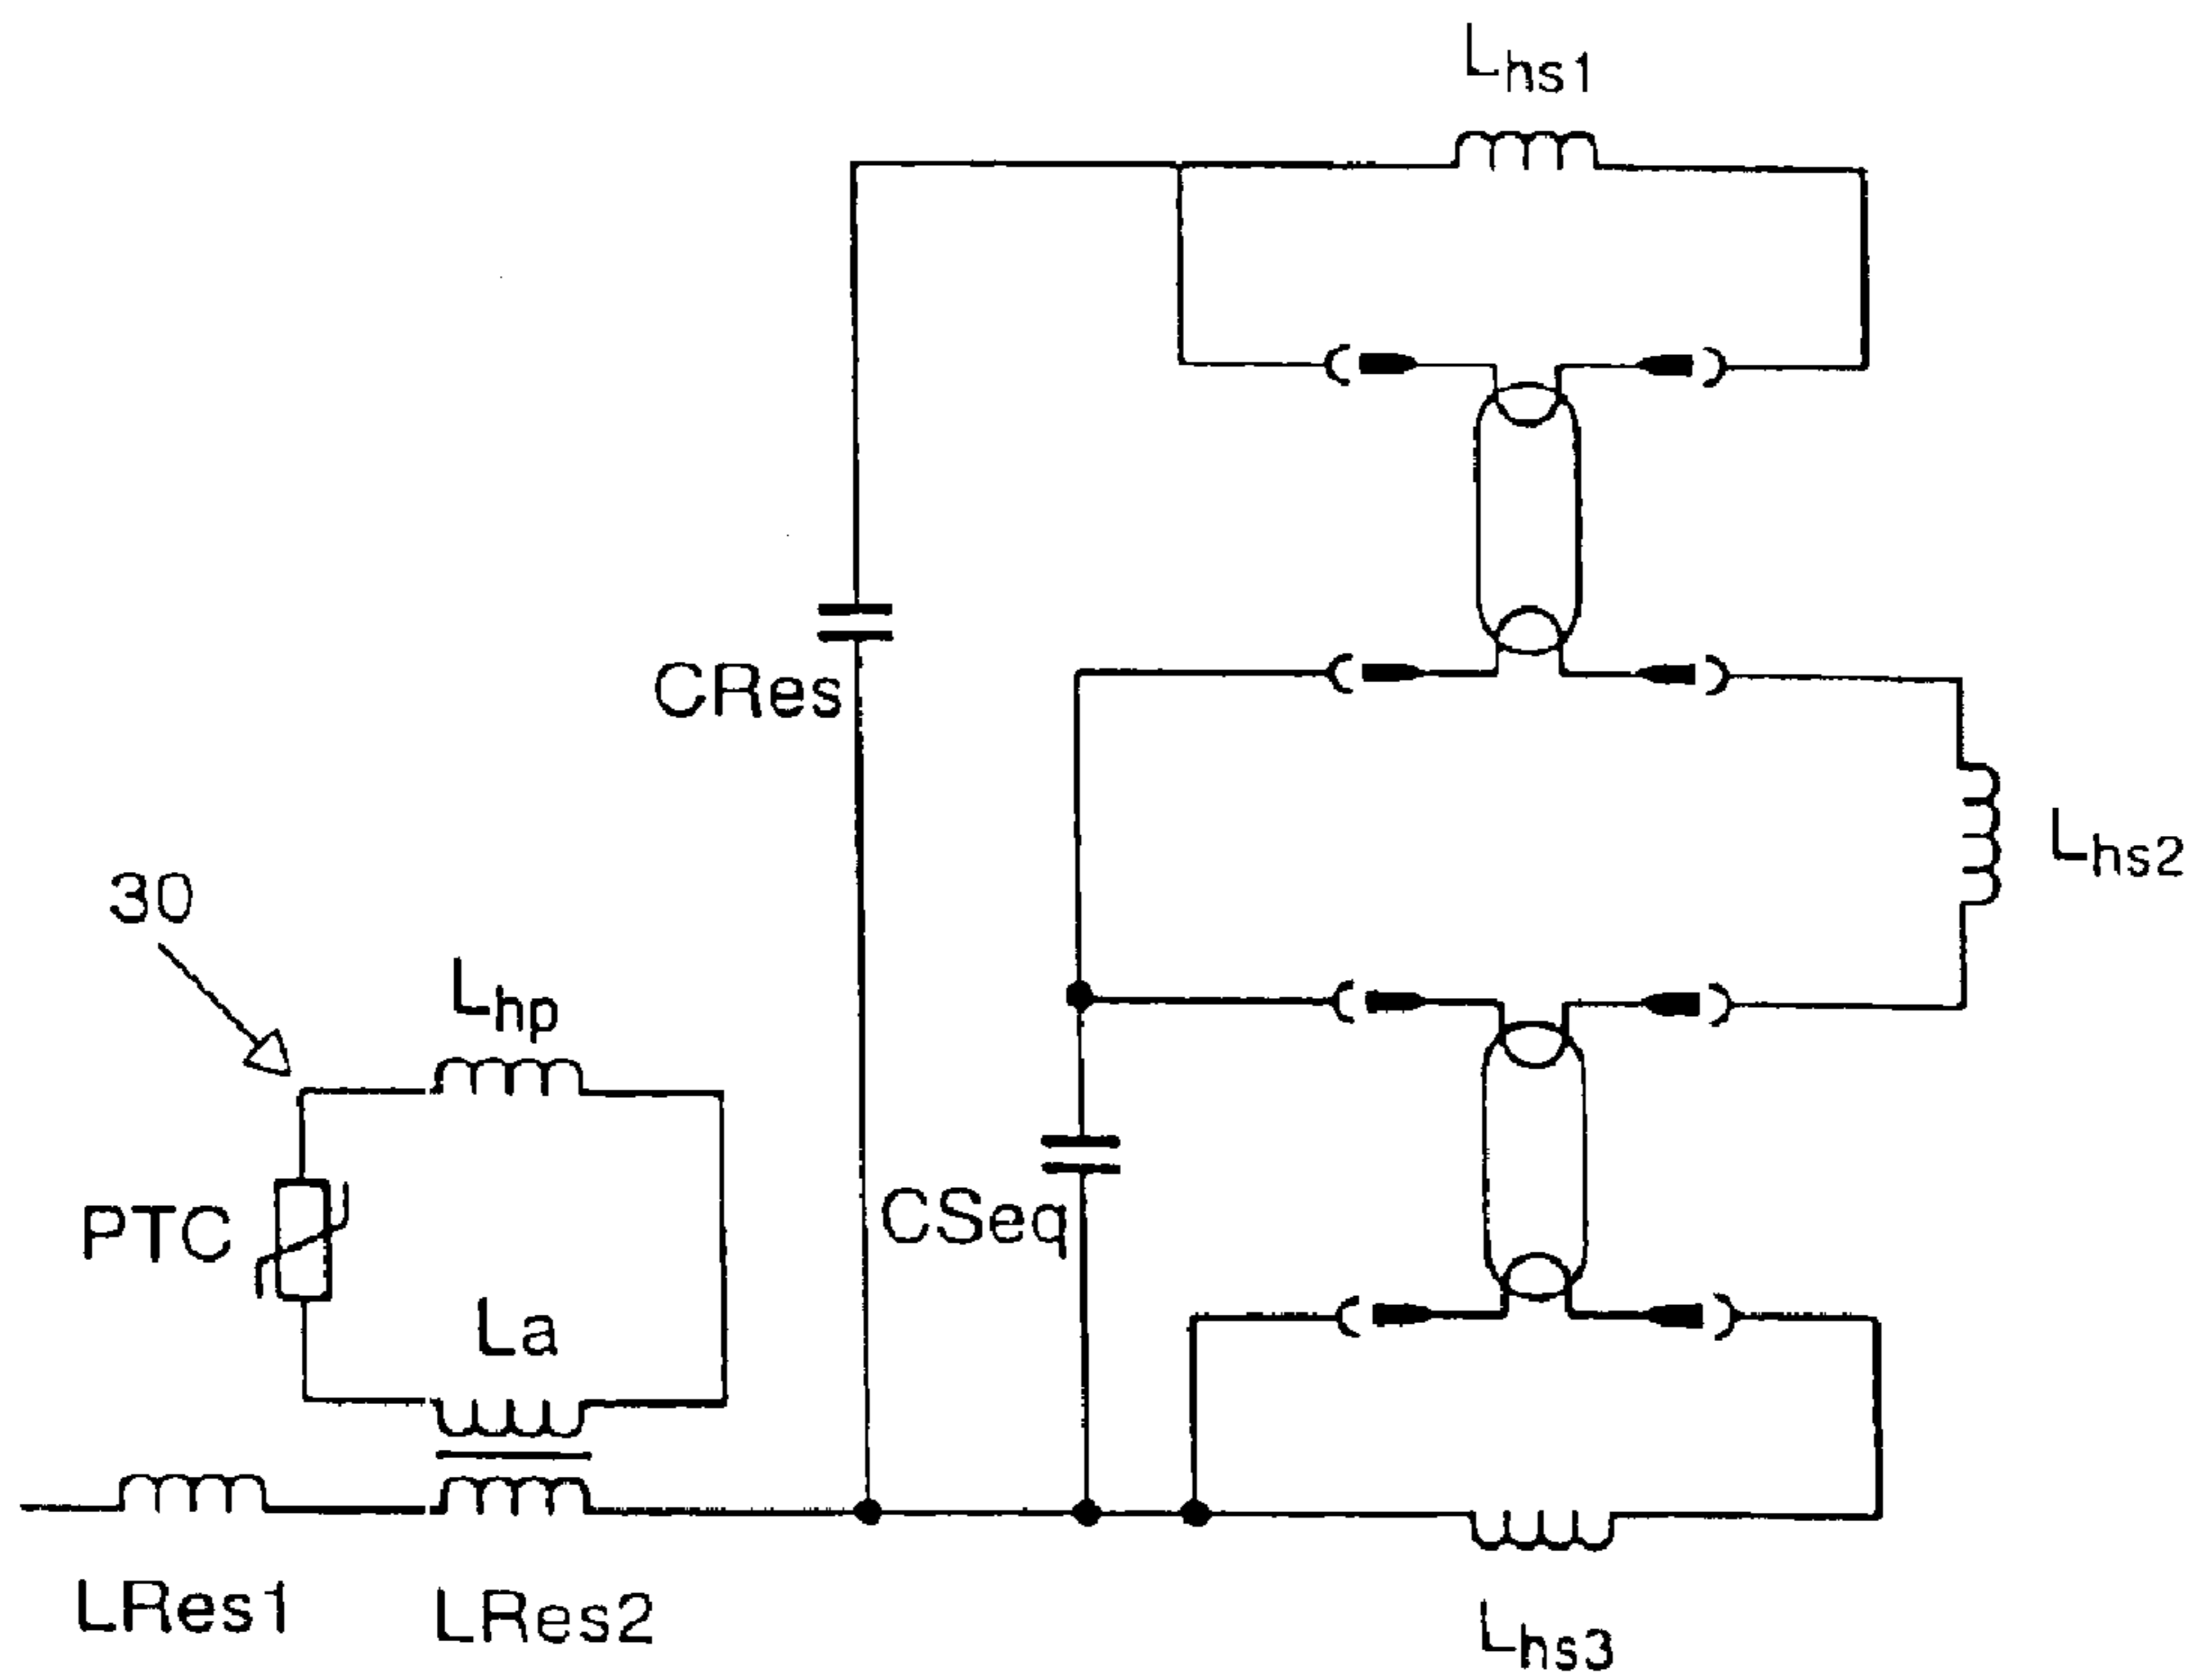 Lhs1
CRes
Lhs2
30
Lhp
PTC
CSeq
La
LRes1
LRes2
Lhs3